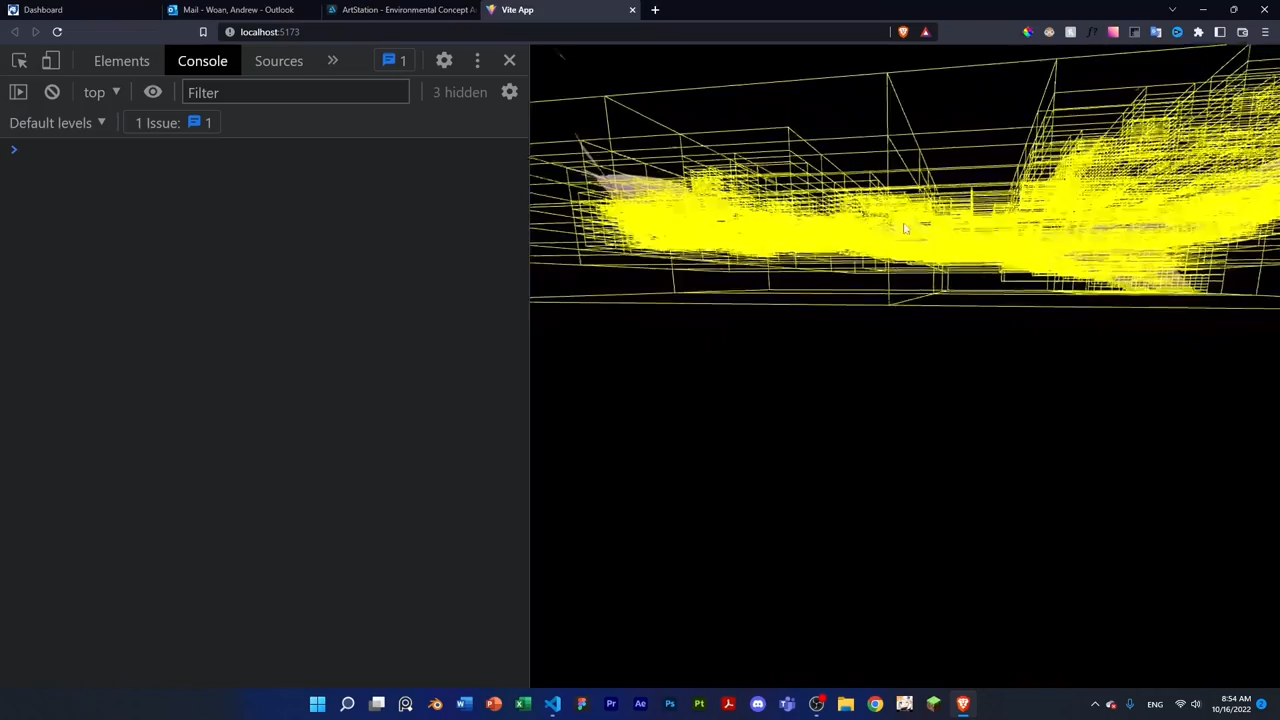 Dashboard
Mail - Woan, Andrew - Outlook
ArtStation - Environmental Concept A
Vite App
localhost:5173
Elements
Console
Sources
1
top
Filter
3 hidden
Default levels
1 Issue:
1
8:54 AM
ENG
10/16/2022